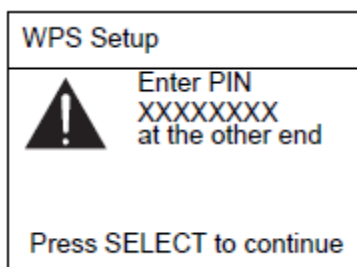 WPS Setup
Enter PIN
XXXXXXXX
at the other end
Press SELECT to continue